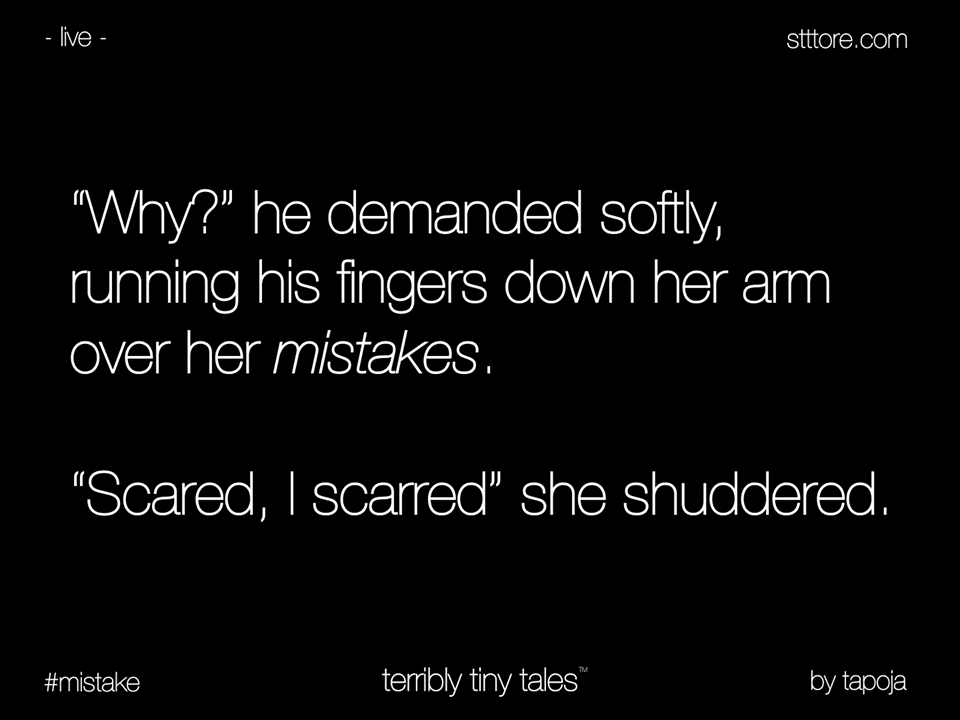 - live -
stttore.com
“Why?” he demanded softly,
running his fingers down her arm
over her mistakes.
“Scared, I scarred” she shuddered.
#mistake
terribly tiny tales™
by tapoja